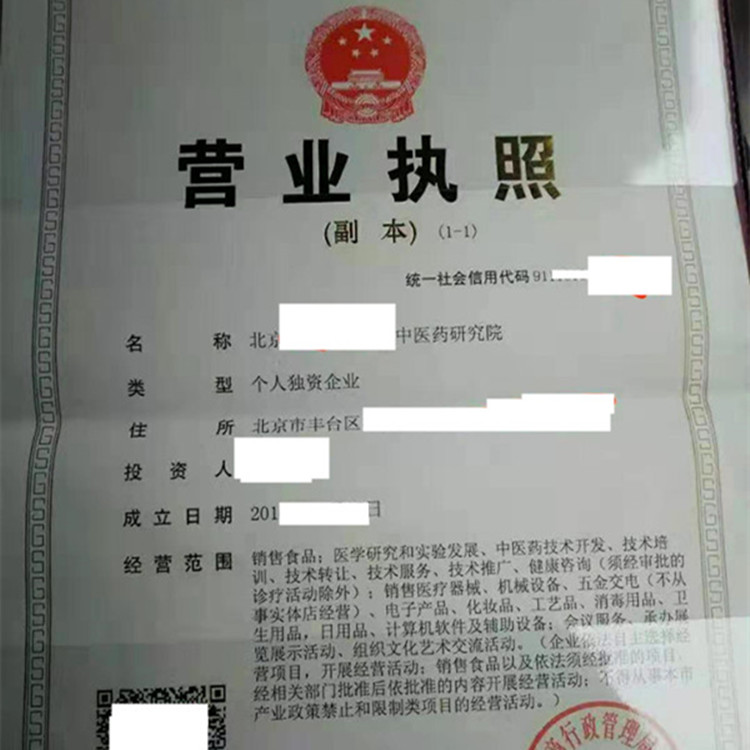 营业执照
(副 本) (1-1)
统一社会信用代码 911
名 称 北京 中医药研究院
类 型 个人独资企业
住 所 北京市丰台区
投 资 人
成 立 日 期 201 日
经 营 范 围 销售食品；医学研究和实验发展、中医药技术开发、技术培
训、技术转让、技术服务、技术推广、健康咨询（须经审批的
诊疗活动除外）；销售医疗器械、机械设备、五金交电（不从
事实体店经营）、电子产品、化妆品、工艺品、消毒用品、卫
生用品，日用品、计算机软件及辅助设备；会议服务、承办展
览展示活动、组织文化艺术交流活动。（企业依法自主选择经
营项目，开展经营活动；销售食品以及依法须经批准的项目，
经相关部门批准后依批准的内容开展经营活动；不得从事本市
产业政策禁止和限制类项目的经营活动。）
行政管理局